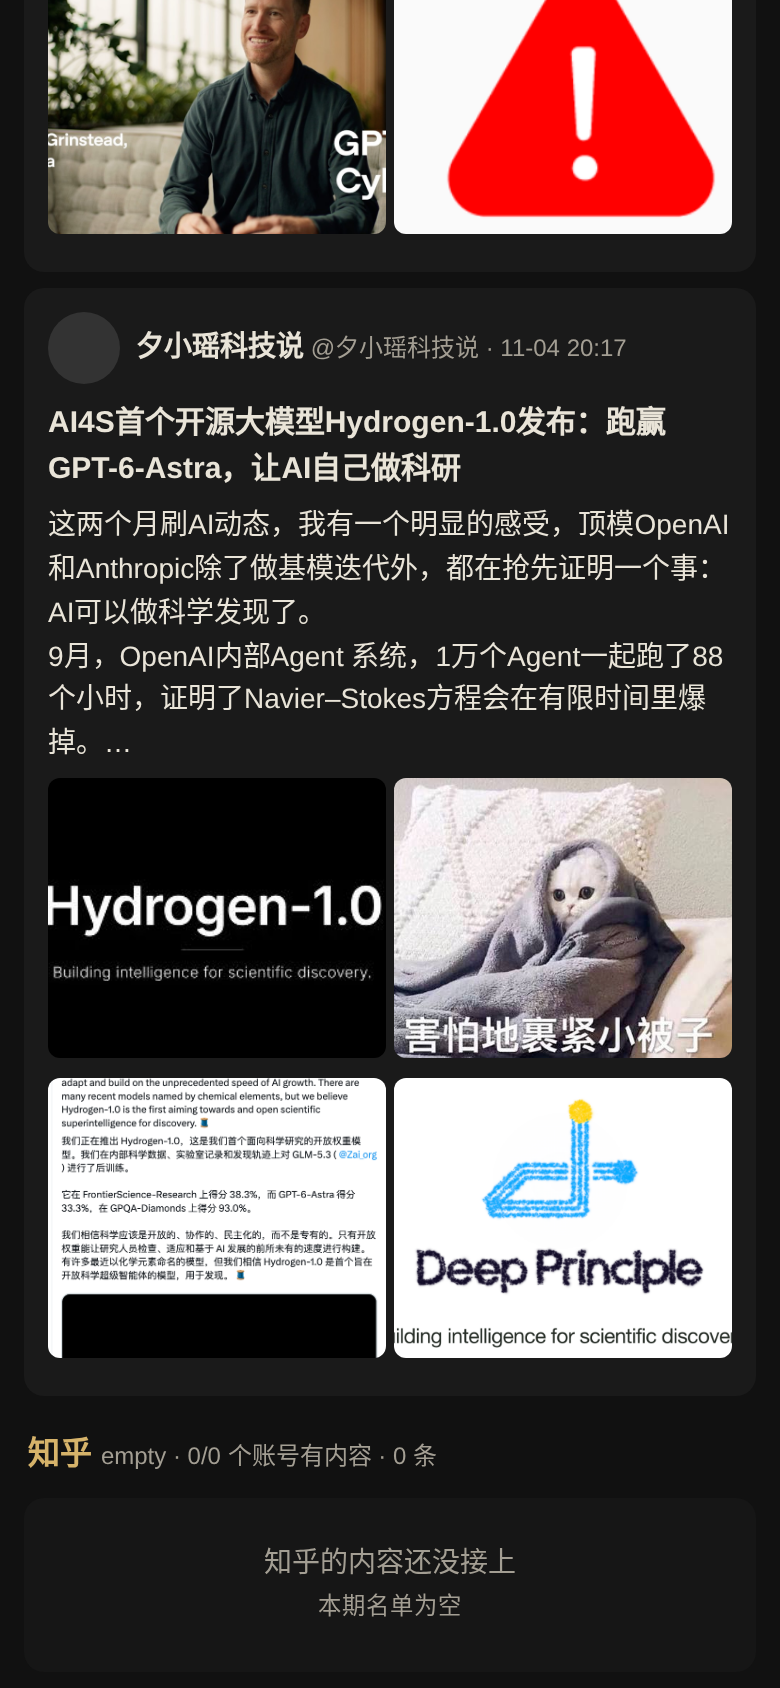 Grinstead,
a
GPT
Cyl
夕小瑶科技说 @夕小瑶科技说 · 11-04 20:17
AI4S首个开源大模型Hydrogen-1.0发布：跑赢
GPT-6-Astra，让AI自己做科研
这两个月刷AI动态，我有一个明显的感受，顶模OpenAI
和Anthropic除了做基模迭代外，都在抢先证明一个事：
AI可以做科学发现了。
9月，OpenAI内部Agent 系统，1万个Agent一起跑了88
个小时，证明了Navier–Stokes方程会在有限时间里爆
掉。…
Hydrogen-1.0
Building intelligence for scientific discovery.
害怕地裹紧小被子
adapt and build on the unprecedented speed of AI growth. There are
many recent models named by chemical elements, but we believe
Hydrogen-1.0 is the first aiming towards and open scientific
superintelligence for discovery.
我们正在推出 Hydrogen-1.0，这是我们首个面向科学研究的开放权重模
型。我们在内部科学数据、实验室记录和发现轨迹上对 GLM-5.3 ( @Zai_org
) 进行了后训练。
它在 FrontierScience-Research 上得分 38.3%，而 GPT-6-Astra 得分
33.3%，在 GPQA-Diamonds 上得分 93.0%。
我们相信科学应该是开放的、协作的、民主化的，而不是专有的。只有开放
权重能让研究人员检查、适应和基于 AI 发展的前所未有的速度进行构建。
有许多最近以化学元素命名的模型，但我们相信 Hydrogen-1.0 是首个旨在
开放科学超级智能体的模型，用于发现。
Deep Principle
ilding intelligence for scientific discover
知乎 empty · 0/0 个账号有内容 · 0 条
知乎的内容还没接上
本期名单为空